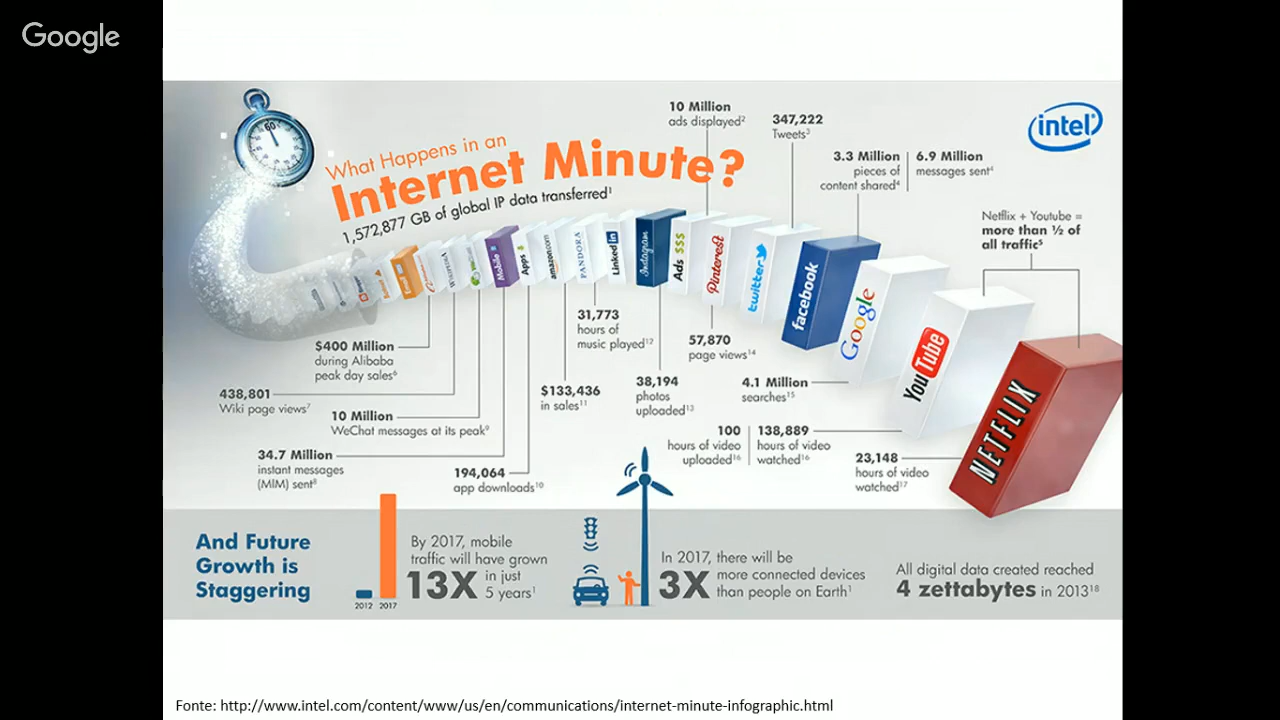 Google
What Happens in an
Internet Minute?
1,572,877 GB of global IP data transferred¹
intel
10 Million
ads displayed²
347,222
Tweets³
3.3 Million
pieces of
content shared⁴
6.9 Million
messages sent⁴
Netflix + Youtube =
more than ½ of
all traffic⁵
60
Mobile
Apps
amazon.com
PANDORA
Linked in
Instagram
Ads $$$
Pinterest
twitter
facebook
Google
YouTube
NETFLIX
$400 Million
during Alibaba
peak day sales⁶
438,801
Wiki page views⁷
10 Million
WeChat messages at its peak⁹
34.7 Million
instant messages
(MIM) sent⁸
194,064
app downloads¹⁰
$133,436
in sales¹¹
31,773
hours of
music played¹²
38,194
photos
uploaded¹³
57,870
page views¹⁴
4.1 Million
searches¹⁵
100
hours of video
uploaded¹⁶
138,889
hours of video
watched¹⁶
23,148
hours of video
watched¹⁷
And Future
Growth is
Staggering
2012 2017
By 2017, mobile
traffic will have grown
13X in just
5 years¹
In 2017, there will be
3X more connected devices
than people on Earth¹
All digital data created reached
4 zettabytes in 2013¹⁸
Fonte: http://www.intel.com/content/www/us/en/communications/internet-minute-infographic.html